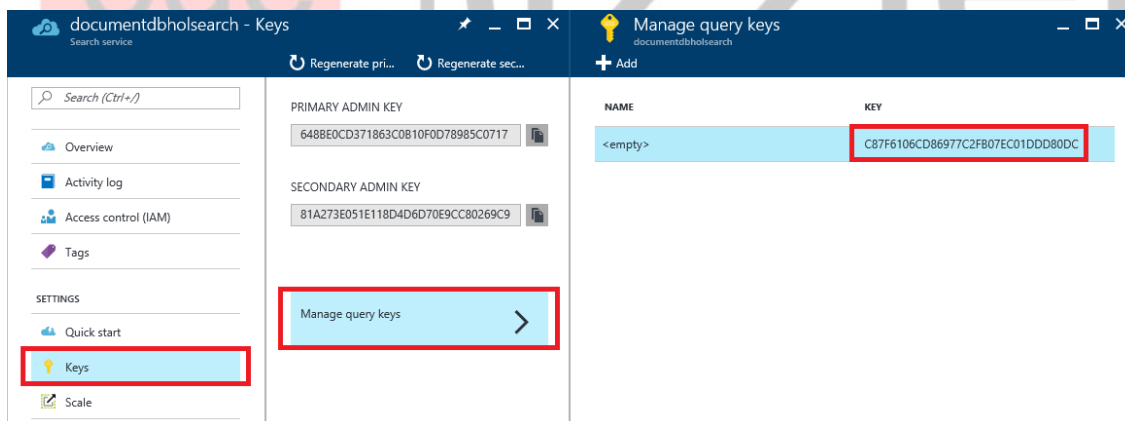 documentdbholsearch - Keys
Search service
Regenerate pri... Regenerate sec...
Search (Ctrl+/)
Overview
Activity log
Access control (IAM)
Tags
SETTINGS
Quick start
Keys
Scale
PRIMARY ADMIN KEY
648BE0CD371863C0B10F0D78985C0717
SECONDARY ADMIN KEY
81A273E051E118D4D6D70E9CC80269C9
Manage query keys
Manage query keys
documentdbholsearch
Add
NAME KEY
<empty> C87F6106CD86977C2FB07EC01DDD80DC